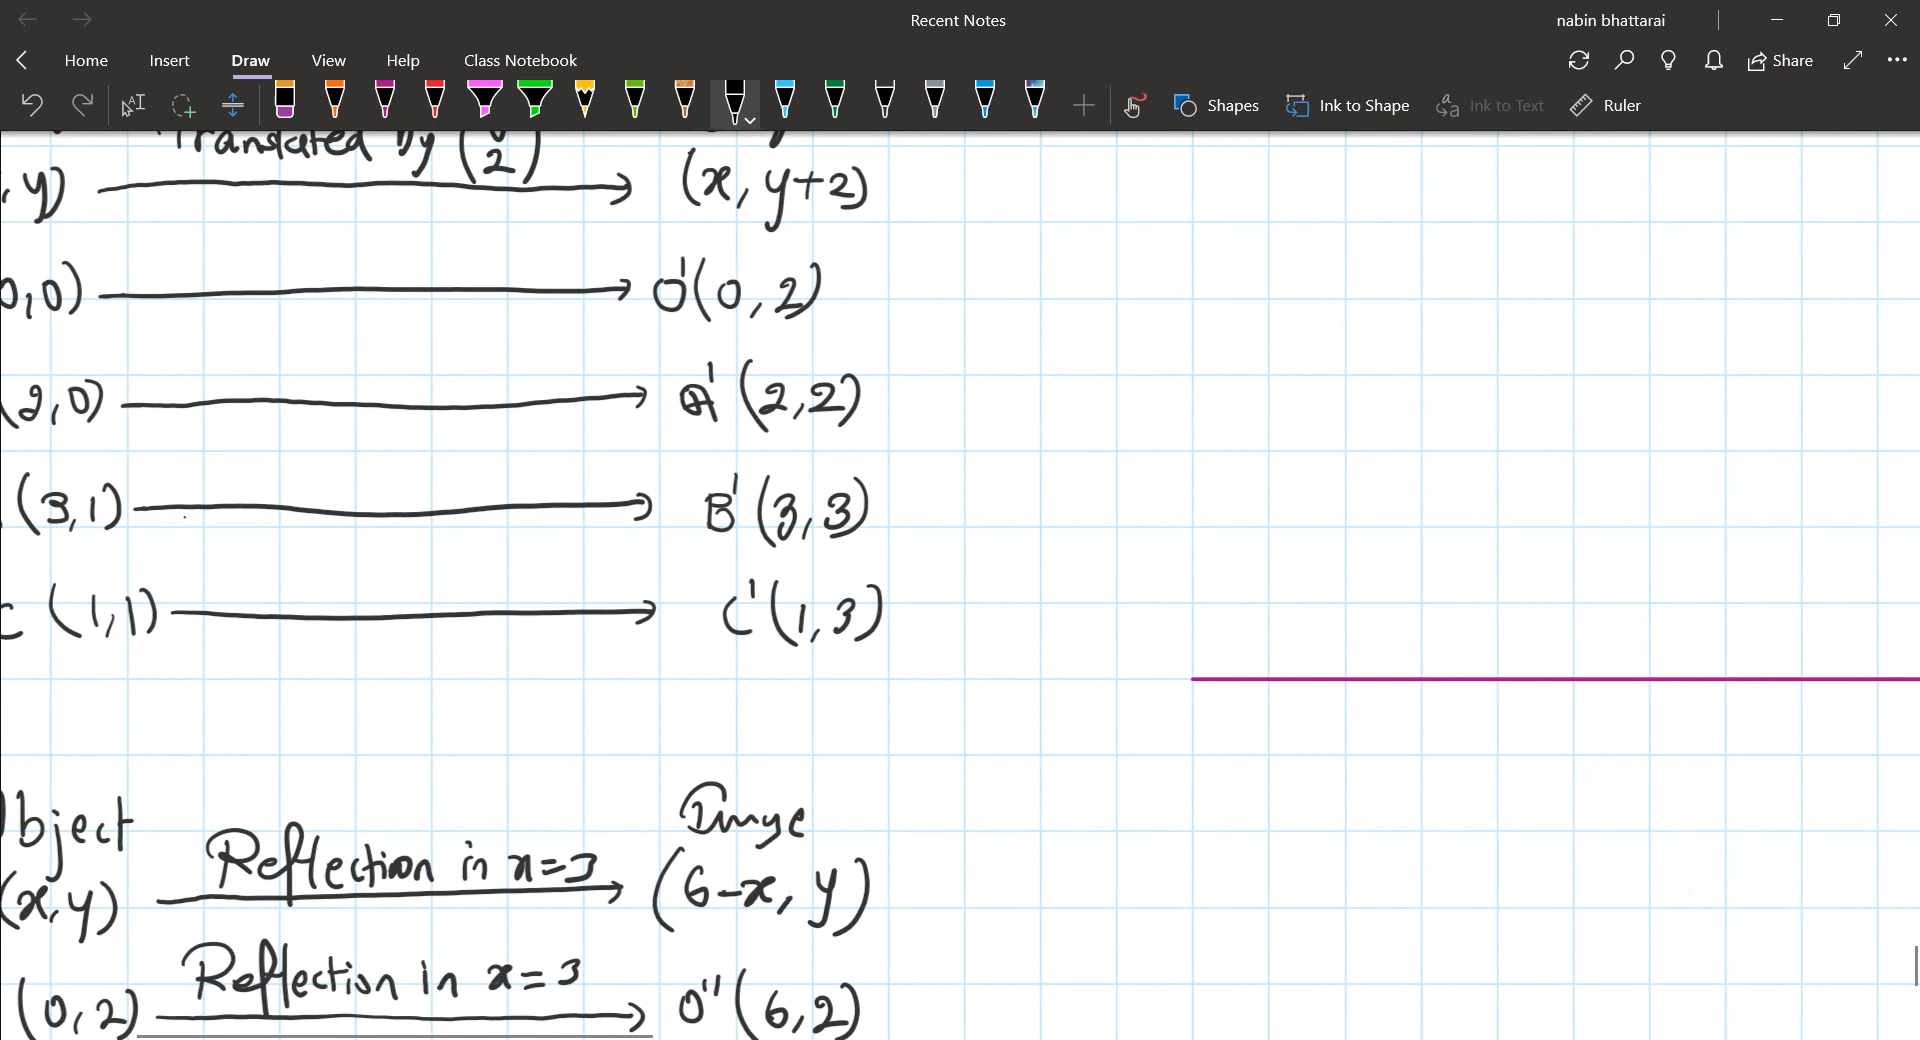 Recent Notes
nabin bhattarai
Home Insert Draw View Help Class Notebook
Share
Shapes Ink to Shape Ink to Text Ruler
Translated by (0 2)
, y) (x, y+2)
0,0) O'(0,2)
(2,0) A'(2,2)
(3,1) B'(3,3)
C (1,1) C'(1,3)
bject Image
(x,y) Reflection in x=3 (6-x, y)
(0,2) Reflection in x=3 O"(6,2)